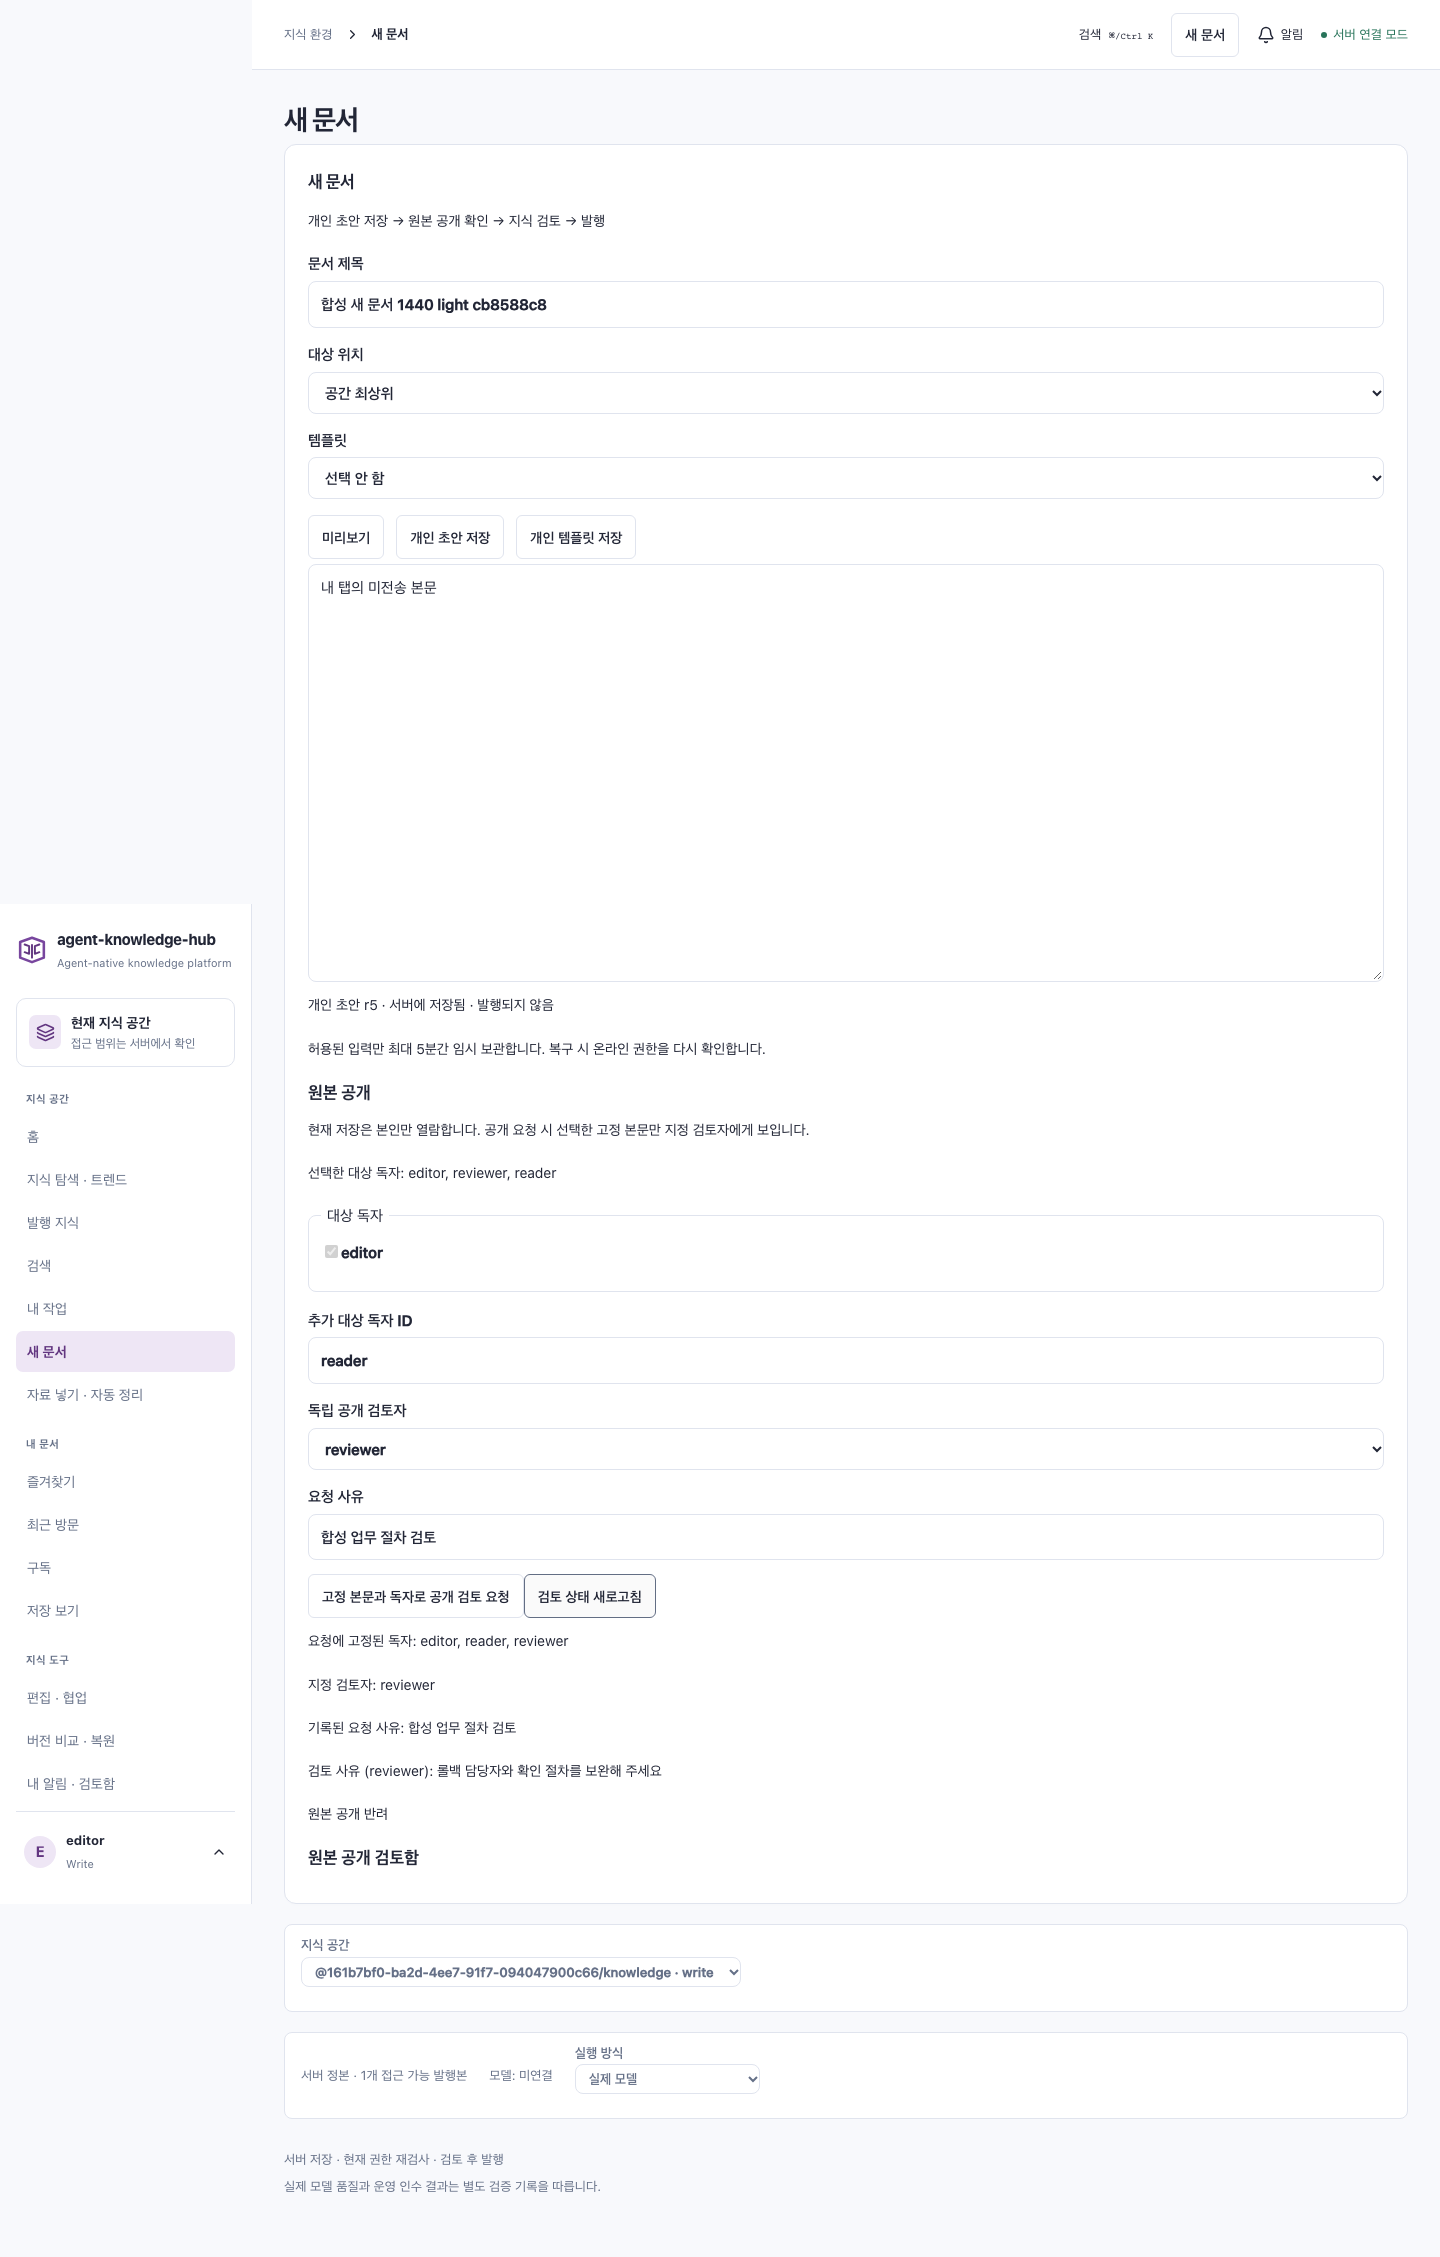 지식 환경 > 새 문서
검색 ⌘/Ctrl K 새 문서 알림 서버 연결 모드
새 문서
새 문서
개인 초안 저장 → 원본 공개 확인 → 지식 검토 → 발행
문서 제목
합성 새 문서 1440 light cb8588c8
대상 위치
공간 최상위
템플릿
선택 안 함
미리보기 개인 초안 저장 개인 템플릿 저장
내 탭의 미전송 본문
개인 초안 r5 · 서버에 저장됨 · 발행되지 않음
허용된 입력만 최대 5분간 임시 보관합니다. 복구 시 온라인 권한을 다시 확인합니다.
원본 공개
현재 저장은 본인만 열람합니다. 공개 요청 시 선택한 고정 본문만 지정 검토자에게 보입니다.
선택한 대상 독자: editor, reviewer, reader
대상 독자
editor
추가 대상 독자 ID
reader
독립 공개 검토자
reviewer
요청 사유
합성 업무 절차 검토
고정 본문과 독자로 공개 검토 요청 검토 상태 새로고침
요청에 고정된 독자: editor, reader, reviewer
지정 검토자: reviewer
기록된 요청 사유: 합성 업무 절차 검토
검토 사유 (reviewer): 롤백 담당자와 확인 절차를 보완해 주세요
원본 공개 반려
원본 공개 검토함
agent-knowledge-hub
Agent-native knowledge platform
현재 지식 공간
접근 범위는 서버에서 확인
지식 공간
홈
지식 탐색 · 트렌드
발행 지식
검색
내 작업
새 문서
자료 넣기 · 자동 정리
내 문서
즐겨찾기
최근 방문
구독
저장 보기
지식 도구
편집 · 협업
버전 비교 · 복원
내 알림 · 검토함
E
editor
Write
지식 공간
@161b7bf0-ba2d-4ee7-91f7-094047900c66/knowledge · write
서버 정본 · 1개 접근 가능 발행본 모델: 미연결
실행 방식
실제 모델
서버 저장 · 현재 권한 재검사 · 검토 후 발행
실제 모델 품질과 운영 인수 결과는 별도 검증 기록을 따릅니다.